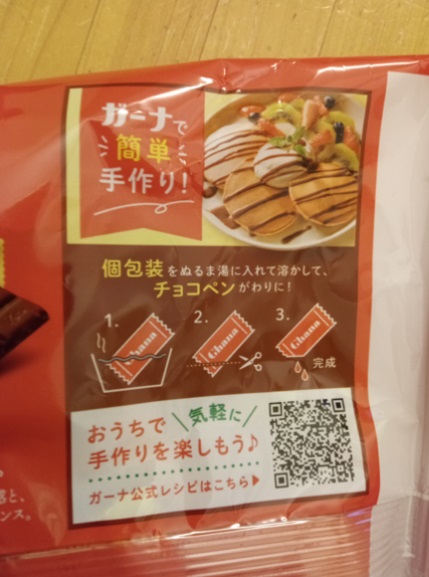 ガーナで
簡単
手作り!
個包装をぬるま湯に入れて溶かして、
チョコペンがわりに!
1. 2. 3.
Ghana Ghana Ghana
完成
気軽に
おうちで
手作りを楽しもう♪
ガーナ公式レシピはこちら▶
と、
ンス。